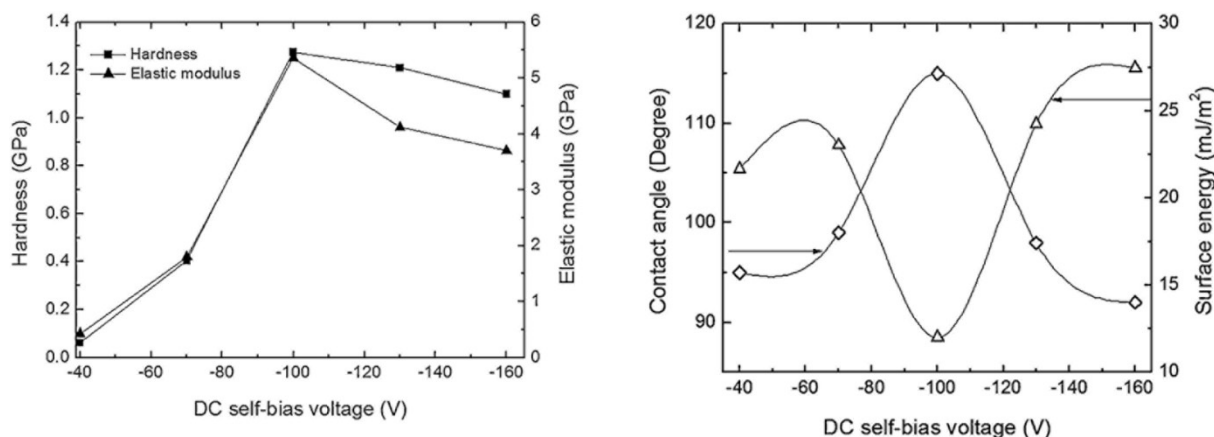 Hardness (GPa)
1.4
1.2
1.0
0.8
0.6
0.4
0.2
0.0
Hardness
Elastic modulus
6
5
4
3
2
1
0
Elastic modulus (GPa)
-40 -60 -80 -100 -120 -140 -160
DC self-bias voltage (V)
Contact angle (Degree)
120
110
100
90
30
25
20
15
10
Surface energy (mJ/m²)
-40 -60 -80 -100 -120 -140 -160
DC self-bias voltage (V)